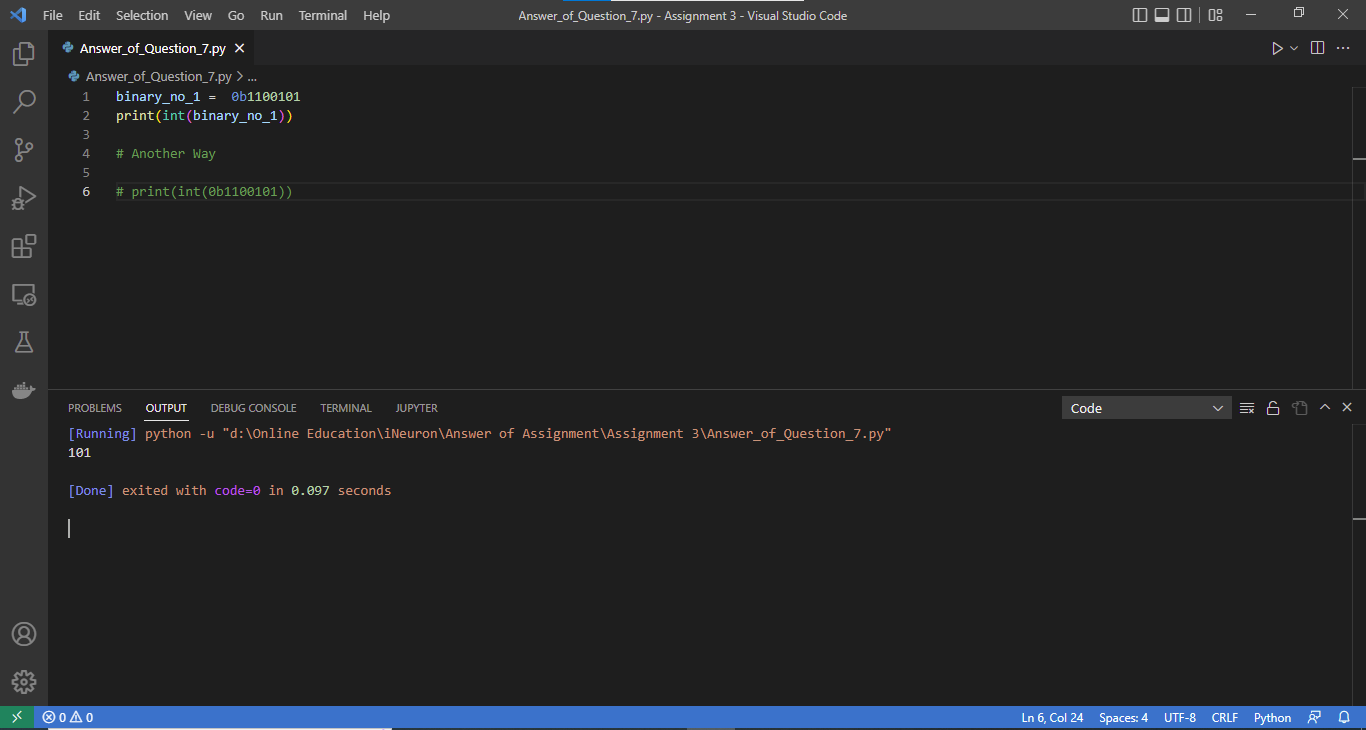 File Edit Selection View Go Run Terminal Help Answer_of_Question_7.py - Assignment 3 - Visual Studio Code
Answer_of_Question_7.py
Answer_of_Question_7.py > ...
1 binary_no_1 =  0b1100101
2 print(int(binary_no_1))
3
4 # Another Way
5
6 # print(int(0b1100101))
PROBLEMS OUTPUT DEBUG CONSOLE TERMINAL JUPYTER Code
[Running] python -u "d:\Online Education\iNeuron\Answer of Assignment\Assignment 3\Answer_of_Question_7.py"
101
[Done] exited with code=0 in 0.097 seconds
0 0 Ln 6, Col 24 Spaces: 4 UTF-8 CRLF Python